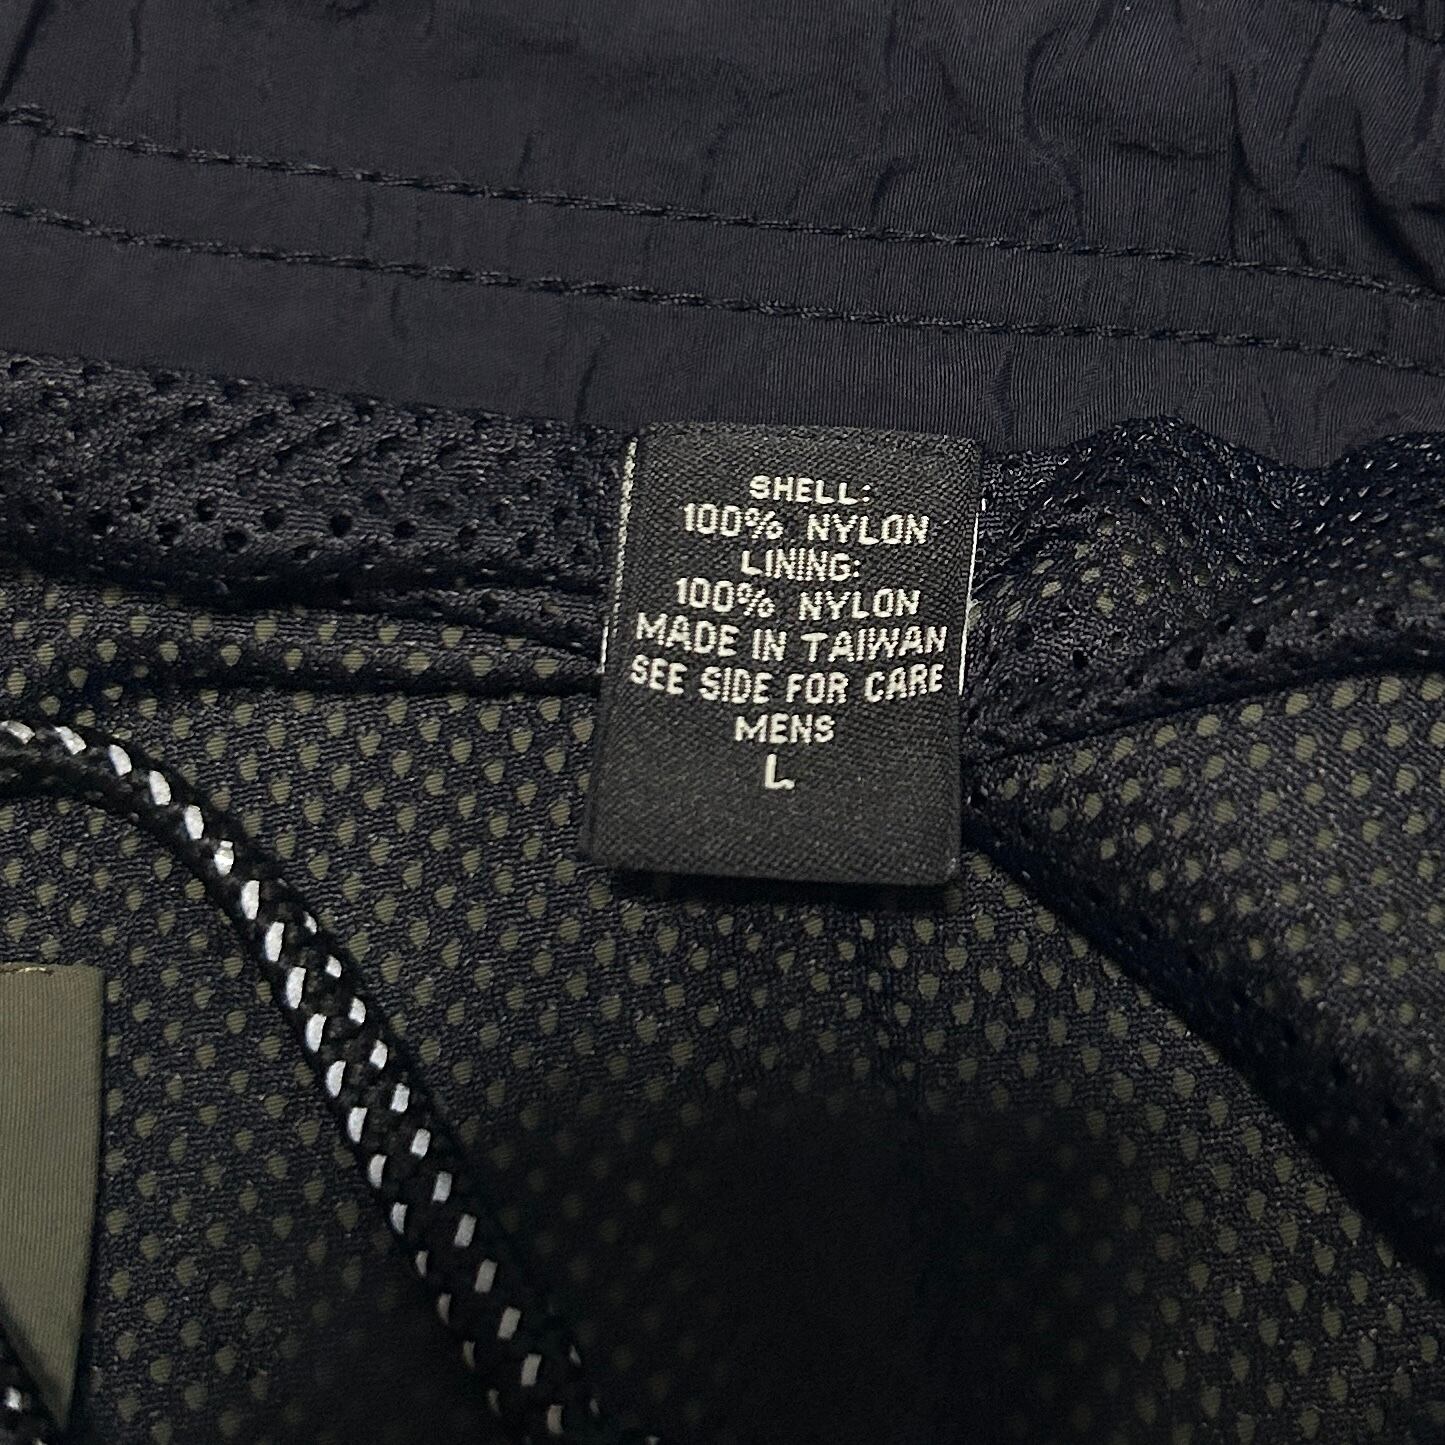 SHELL:
100% NYLON
LINING:
100% NYLON
MADE IN TAIWAN
SEE SIDE FOR CARE
MENS
L